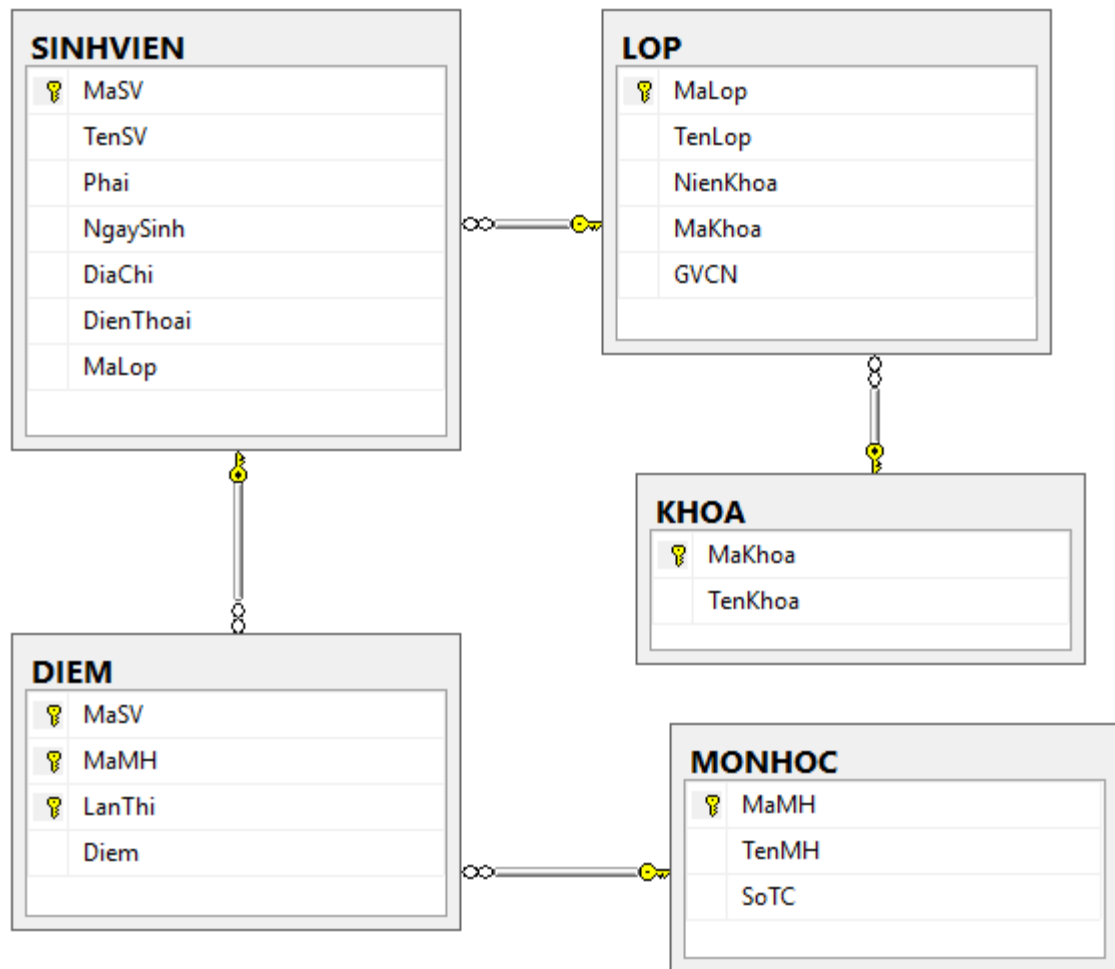 SINHVIEN
MaSV
TenSV
Phai
NgaySinh
DiaChi
DienThoai
MaLop
LOP
MaLop
TenLop
NienKhoa
MaKhoa
GVCN
KHOA
MaKhoa
TenKhoa
DIEM
MaSV
MaMH
LanThi
Diem
MONHOC
MaMH
TenMH
SoTC